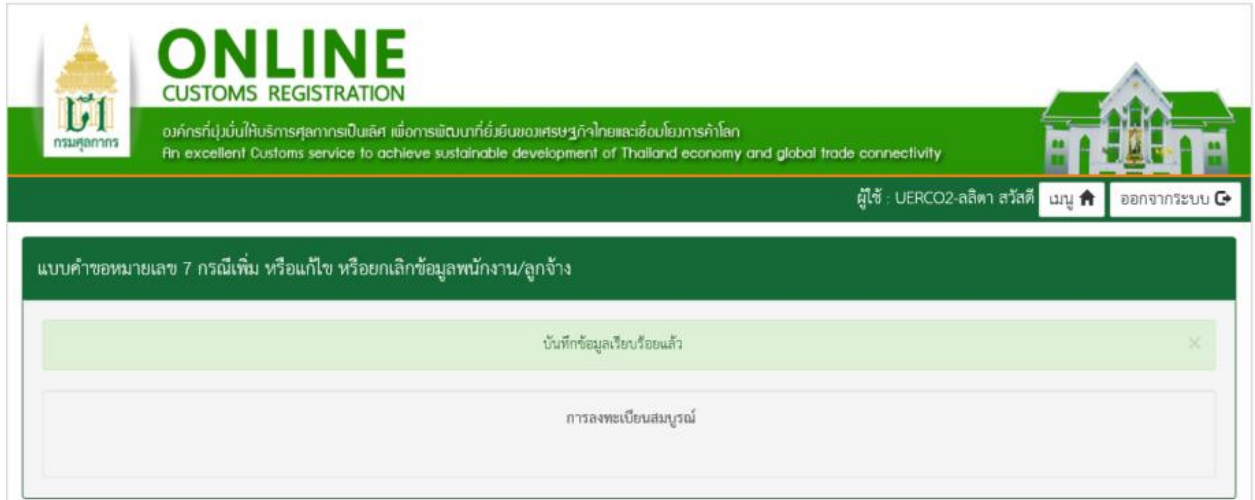 ONLINE
CUSTOMS REGISTRATION
กรมศุลกากร
องค์กรที่มุ่งมั่นให้บริการศุลกากรเป็นเลิศ เพื่อการพัฒนาที่ยั่งยืนของเศรษฐกิจไทยและเชื่อมโยงการค้าโลก
An excellent Customs service to achieve sustainable development of Thailand economy and global trade connectivity
ผู้ใช้ : UERCO2-ลลิตา สวัสดี เมนู ออกจากระบบ
แบบคำขอหมายเลข 7 กรณีเพิ่ม หรือแก้ไข หรือยกเลิกข้อมูลพนักงาน/ลูกจ้าง
บันทึกข้อมูลเรียบร้อยแล้ว ×
การลงทะเบียนสมบูรณ์